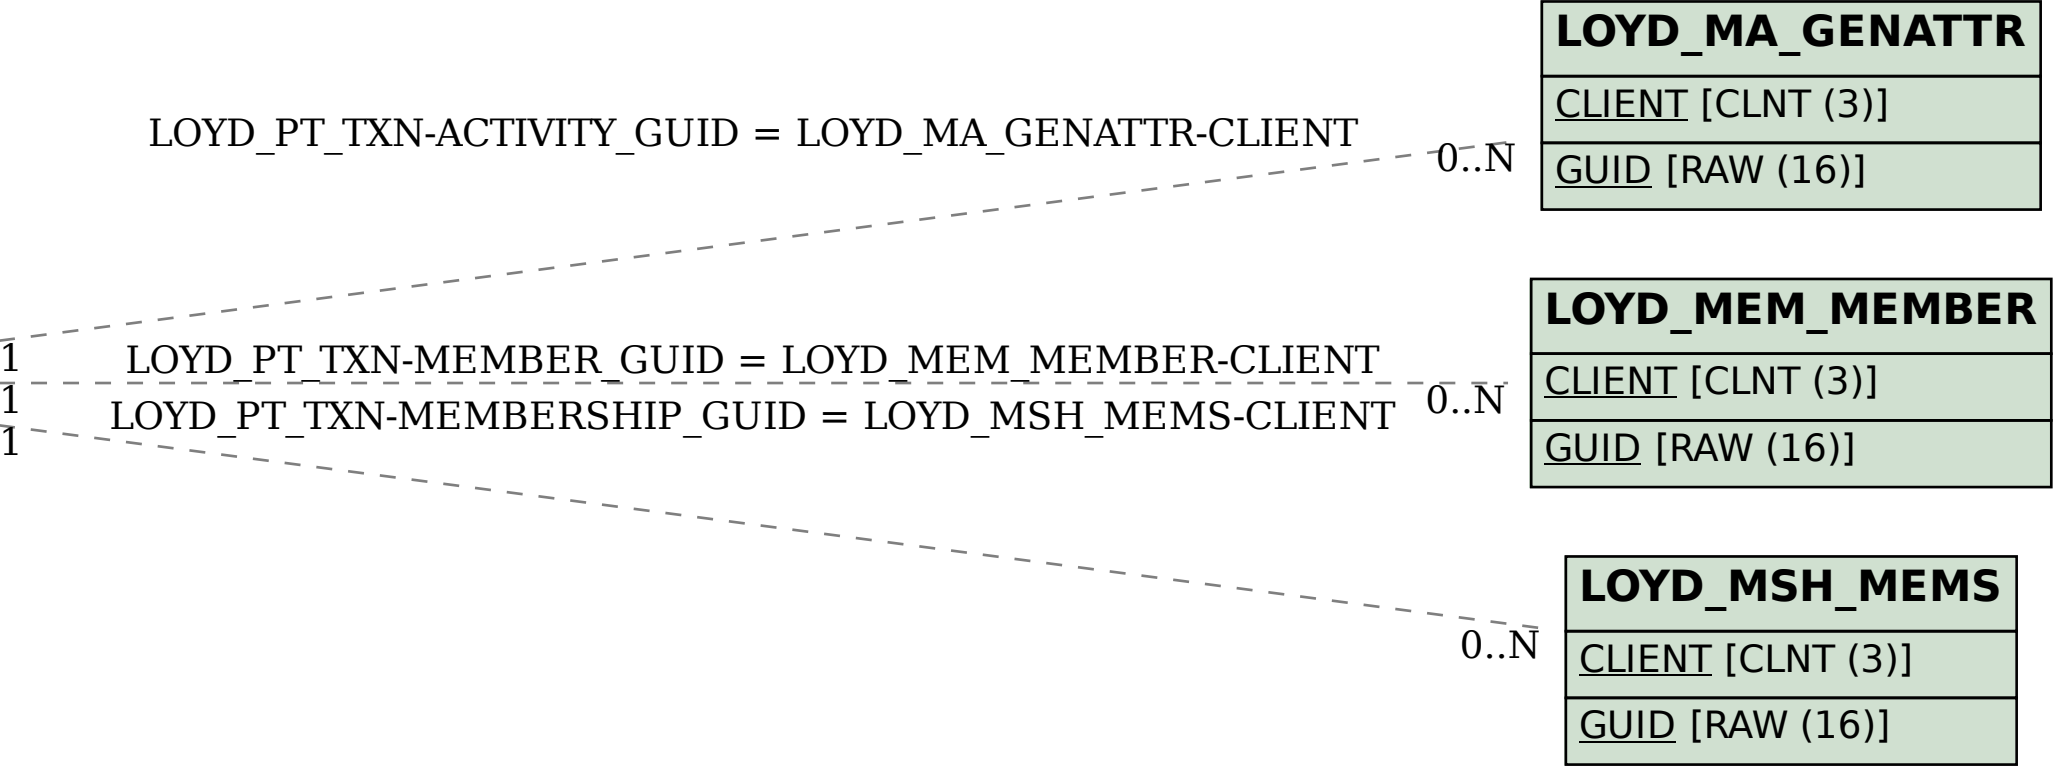 LOYD_MA_GENATTR
CLIENT [CLNT (3)]
GUID [RAW (16)]
LOYD_PT_TXN-ACTIVITY_GUID = LOYD_MA_GENATTR-CLIENT
0..N
LOYD_MEM_MEMBER
CLIENT [CLNT (3)]
GUID [RAW (16)]
1
LOYD_PT_TXN-MEMBER_GUID = LOYD_MEM_MEMBER-CLIENT
1
0..N
LOYD_PT_TXN-MEMBERSHIP_GUID = LOYD_MSH_MEMS-CLIENT
1
LOYD_MSH_MEMS
0..N
CLIENT [CLNT (3)]
GUID [RAW (16)]